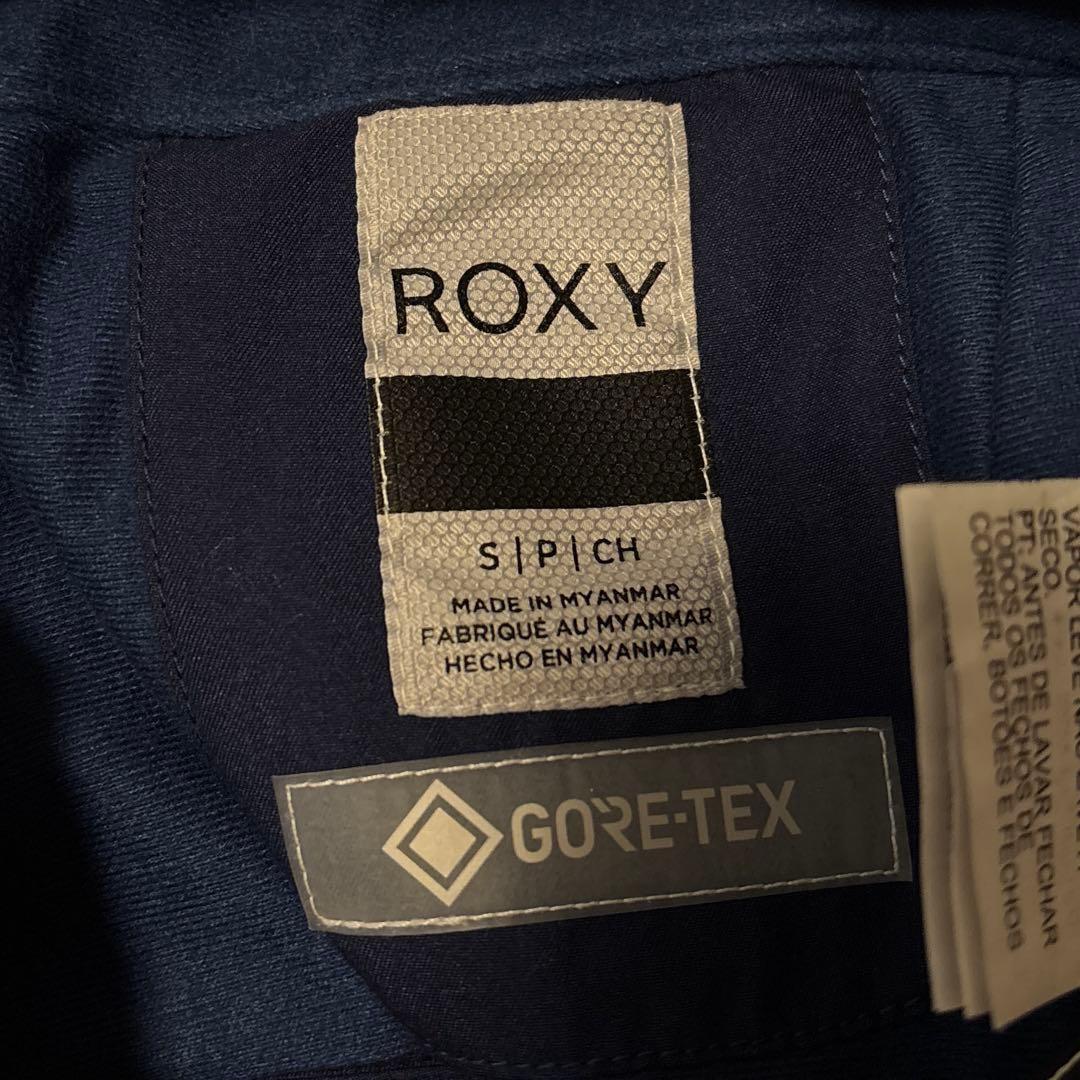 ROXY
S | P | CH
MADE IN MYANMAR
FABRIQUÉ AU MYANMAR
HECHO EN MYANMAR
GORE-TEX
VAPOR LEVE
SECO.
PT. ANTES DE LAVAR FECHAR
TODOS OS FECHOS DE
CORRER, BOTÕES E FECHOS